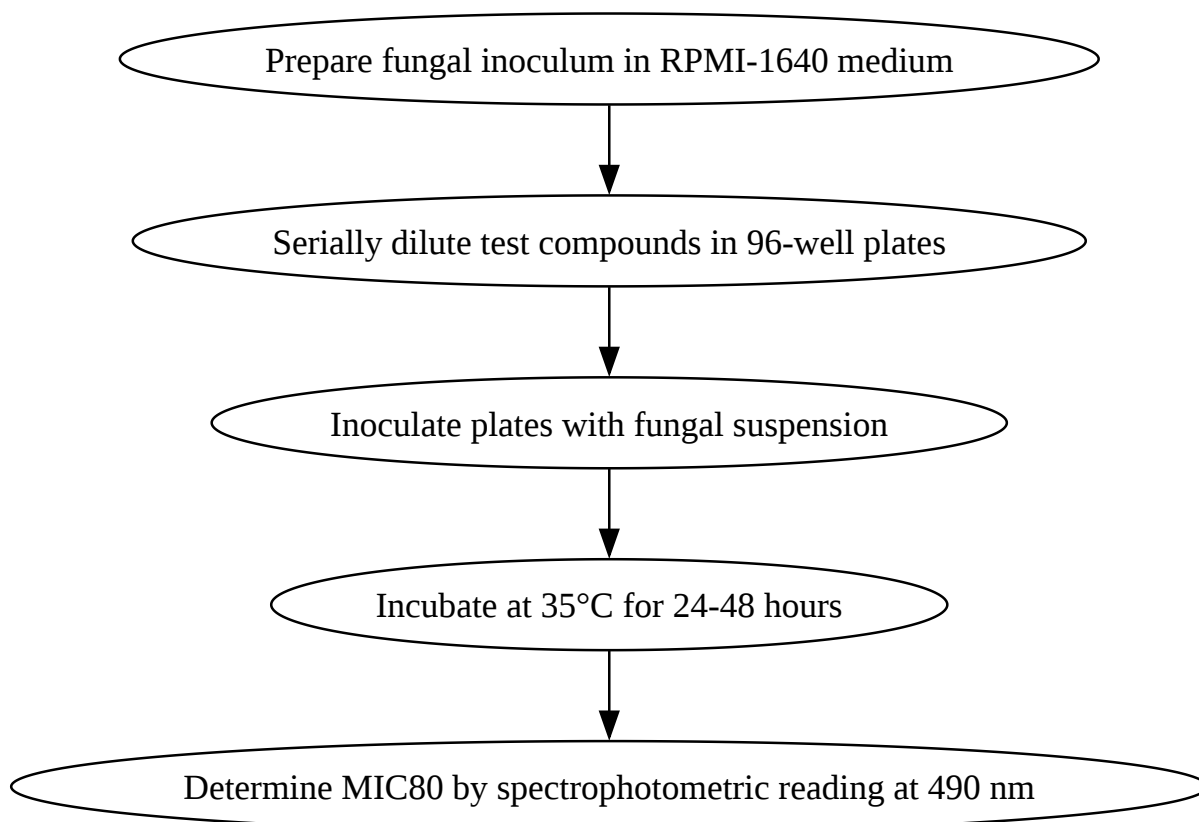 Prepare fungal inoculum in RPMI-1640 medium
Serially dilute test compounds in 96-well plates
Inoculate plates with fungal suspension
Incubate at 35°C for 24-48 hours
Determine MIC80 by spectrophotometric reading at 490 nm